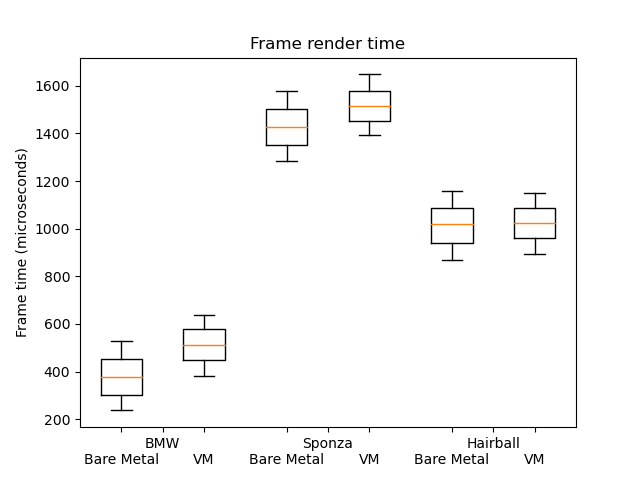 Frame render time
Frame time (microseconds)
1600
1400
1200
1000
800
600
400
200
BMW Sponza Hairball
Bare Metal VM Bare Metal VM Bare Metal VM